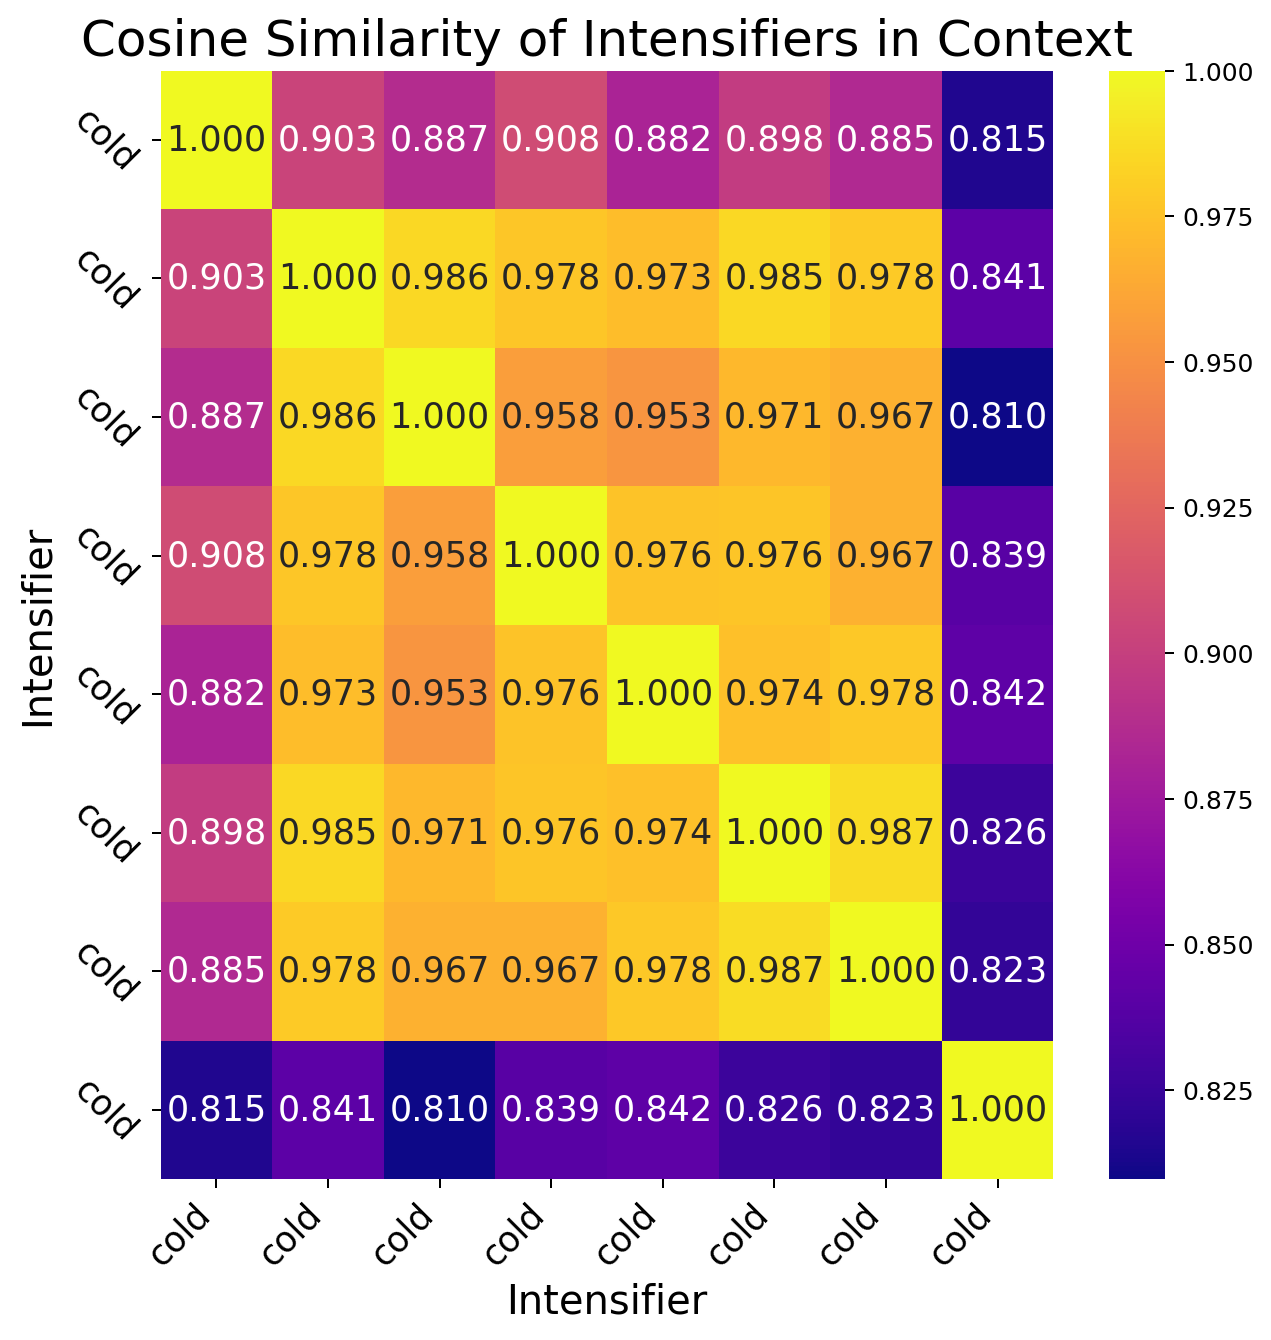 Cosine Similarity of Intensifiers in Context
cold 1.000 0.903 0.887 0.908 0.882 0.898 0.885 0.815
cold 0.903 1.000 0.986 0.978 0.973 0.985 0.978 0.841
cold 0.887 0.986 1.000 0.958 0.953 0.971 0.967 0.810
cold 0.908 0.978 0.958 1.000 0.976 0.976 0.967 0.839
cold 0.882 0.973 0.953 0.976 1.000 0.974 0.978 0.842
cold 0.898 0.985 0.971 0.976 0.974 1.000 0.987 0.826
cold 0.885 0.978 0.967 0.967 0.978 0.987 1.000 0.823
cold 0.815 0.841 0.810 0.839 0.842 0.826 0.823 1.000
cold cold cold cold cold cold cold cold
Intensifier
Intensifier
1.000
0.975
0.950
0.925
0.900
0.875
0.850
0.825